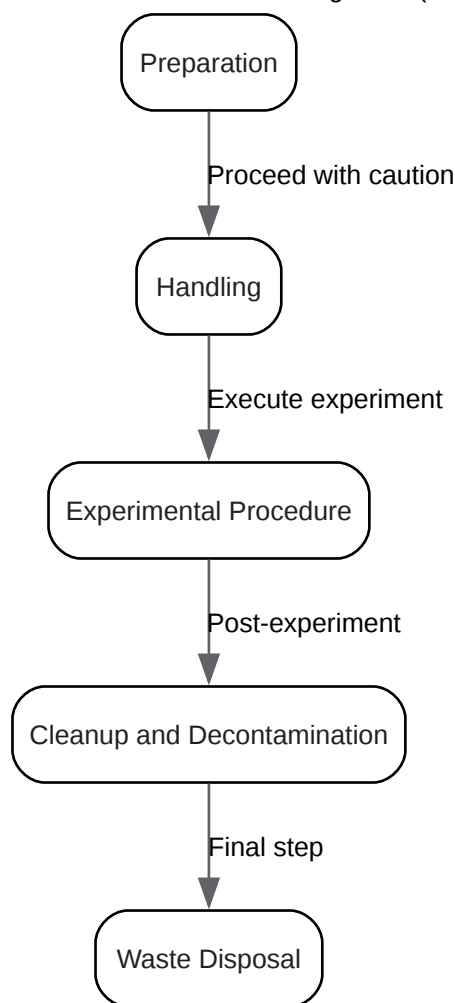 Preparation
Proceed with caution
Handling
Execute experiment
Experimental Procedure
Post-experiment
Cleanup and Decontamination
Final step
Waste Disposal